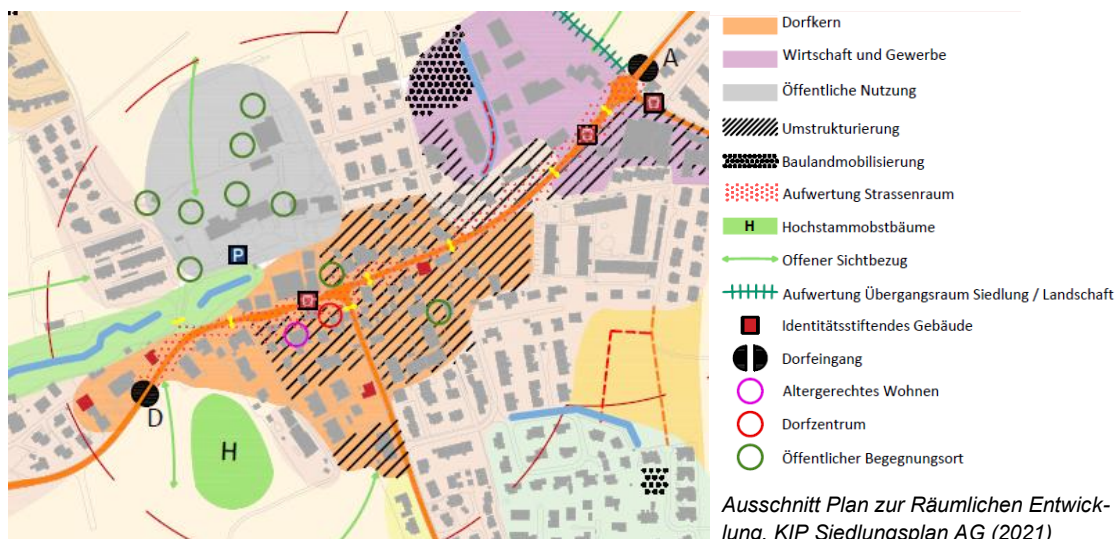 A
P
D
H
Dorfkern
Wirtschaft und Gewerbe
Öffentliche Nutzung
Umstrukturierung
Baulandmobilisierung
Aufwertung Strassenraum
H Hochstammobstbäume
Offener Sichtbezug
Aufwertung Übergangsraum Siedlung / Landschaft
Identitätsstiftendes Gebäude
Dorfeingang
Altergerechtes Wohnen
Dorfzentrum
Öffentlicher Begegnungsort
Ausschnitt Plan zur Räumlichen Entwick-
lung, KIP Siedlungsplan AG (2021)